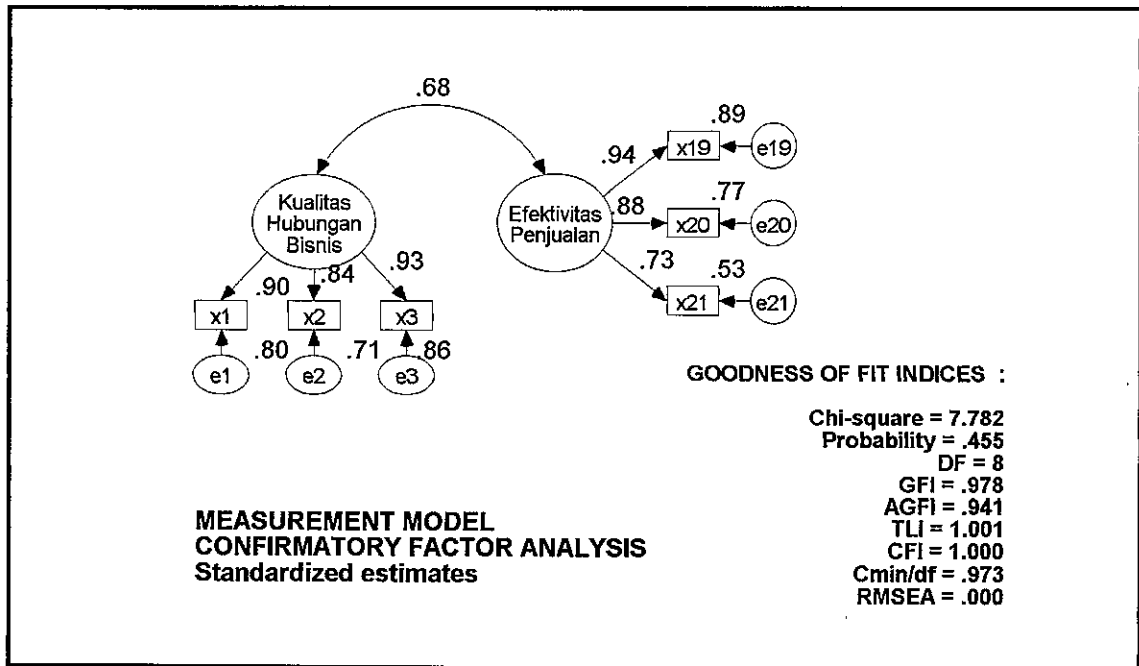 .68
.89
x19
e19
.94
Kualitas
Hubungan
Bisnis
Efektivitas
Penjualan
.77
.88
x20
e20
.73
.53
x21
e21
.90
.84
.93
x1
x2
x3
.80
.71
.86
e1
e2
e3
GOODNESS OF FIT INDICES :
Chi-square = 7.782
Probability = .455
DF = 8
GFI = .978
AGFI = .941
TLI = 1.001
CFI = 1.000
Cmin/df = .973
RMSEA = .000
MEASUREMENT MODEL
CONFIRMATORY FACTOR ANALYSIS
Standardized estimates